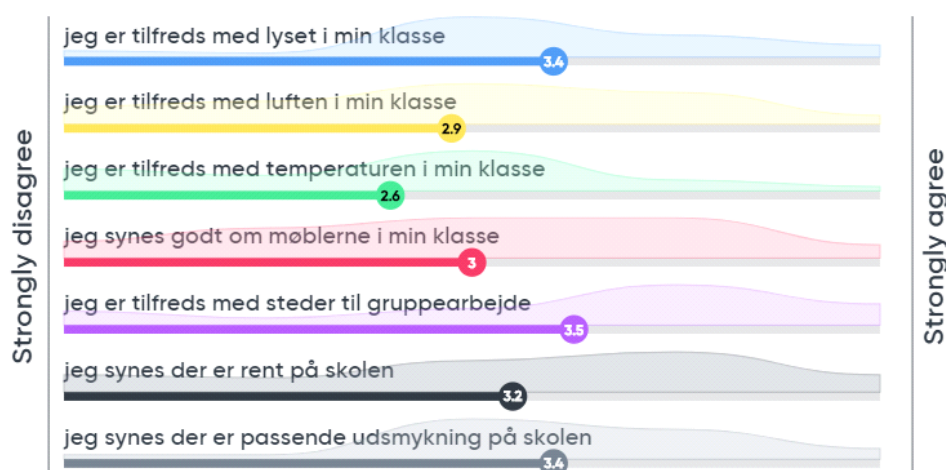 jeg er tilfreds med lyset i min klasse
3.4
jeg er tilfreds med luften i min klasse
2.9
jeg er tilfreds med temperaturen i min klasse
2.6
jeg synes godt om møblerne i min klasse
3
jeg er tilfreds med steder til gruppearbejde
3.5
jeg synes der er rent på skolen
3.2
jeg synes der er passende udsmykning på skolen
3.4
Strongly disagree
Strongly agree